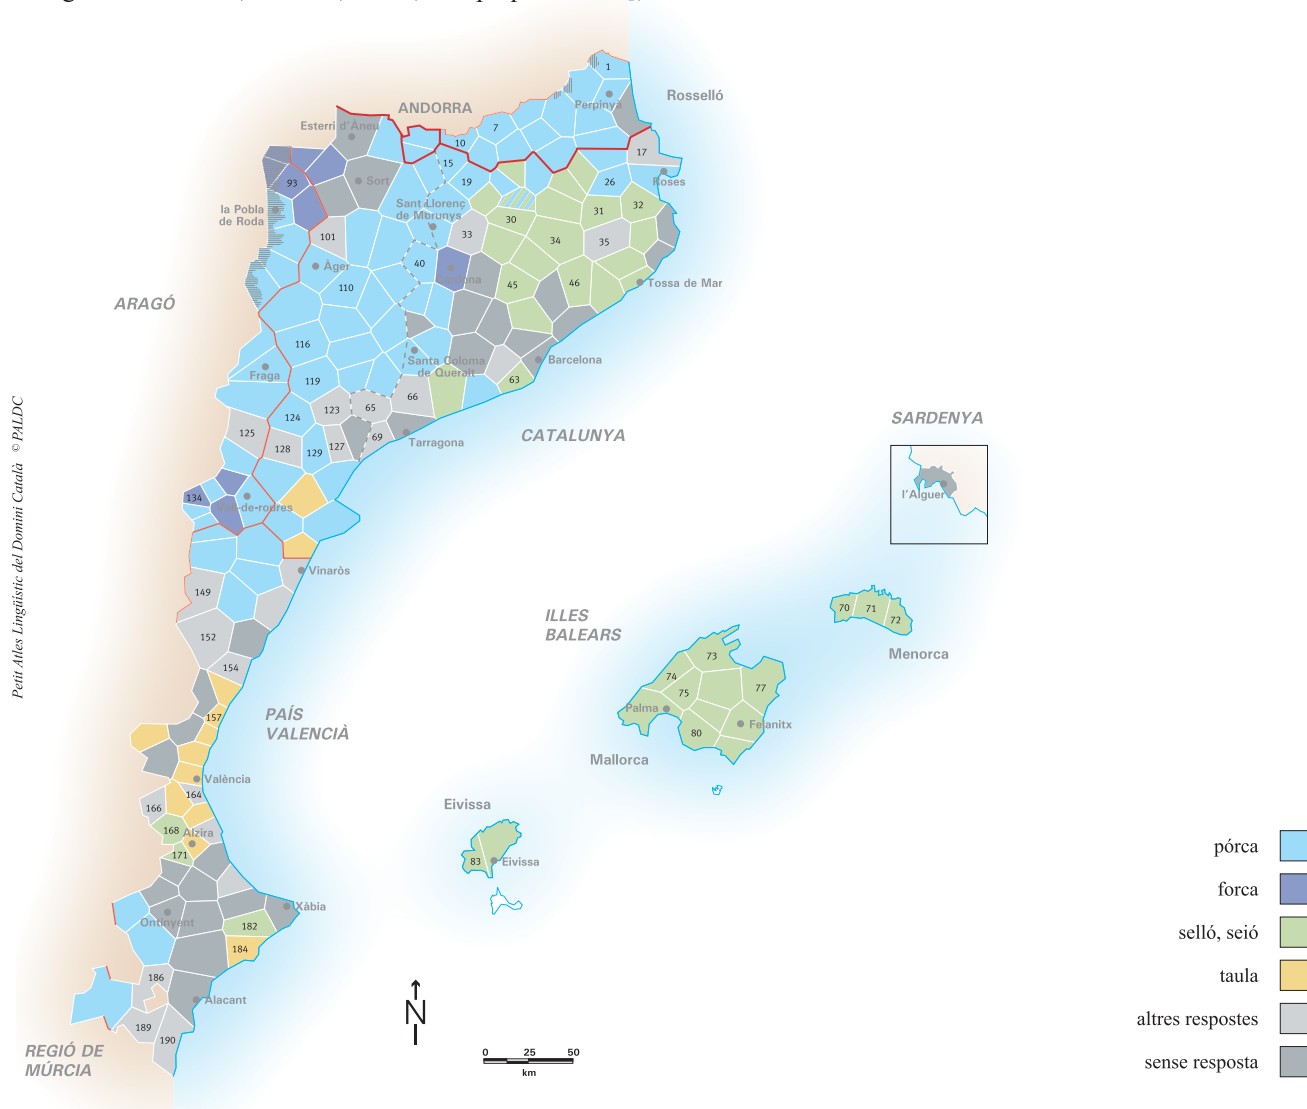 1
Rosselló
Perpinyà
ANDORRA
7
Esterri d'Àneu
10
17
15
Roses
93
Sort
19
26
la Pobla
de Roda
Sant Llorenç
de Morunys
30
31
32
101
33
34
35
Àger
40
110
45
46
Tossa de Mar
ARAGÓ
116
Santa Coloma
de Queralt
Barcelona
Fraga
119
63
123
65
66
124
125
128
129
127
69
Tarragona
CATALUNYA
SARDENYA
l'Alguer
134
Vinaròs
149
152
154
ILLES
BALEARS
70
71
72
Menorca
73
74
75
77
Palma
Felanitx
80
Mallorca
157
PAÍS
VALENCIÀ
València
164
166
168
Alzira
171
Eivissa
83
Eivissa
Xàbia
Ontinyent
182
184
186
Alacant
189
190
REGIÓ DE
MÚRCIA
N
0 25 50
km
pórca
forca
selló, seió
taula
altres respostes
sense resposta
Petit Atles Lingüístic del Domini Català © PALDC